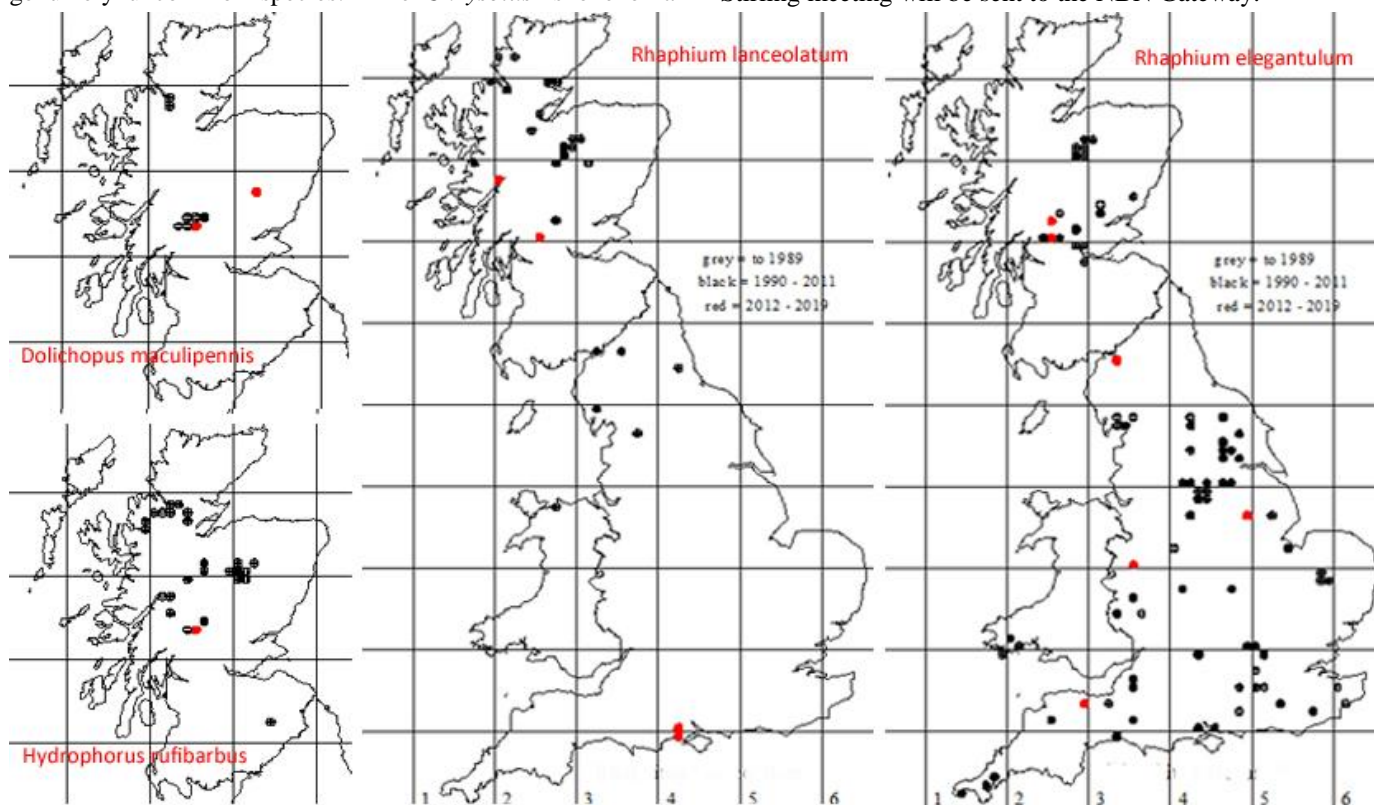 Rhaphium lanceolatum
Rhaphium elegantulum
grey = to 1989
black = 1990 - 2011
red = 2012 - 2019
grey = to 1989
black = 1990 - 2011
red = 2012 - 2019
Dolichopus maculipennis
Hydrophorus rufibarbus
1 2 3 4 5 6
1 2 3 4 5 6